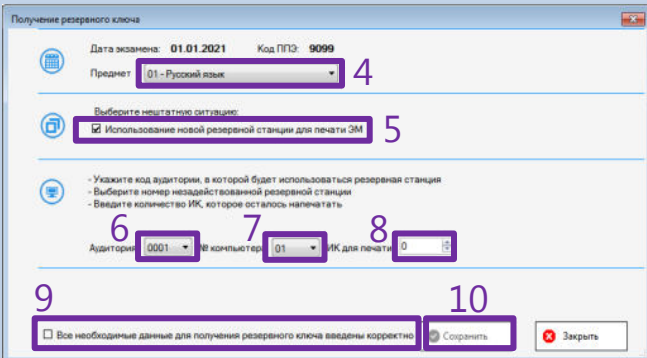 Получение резервного ключа
Дата экзамена: 01.01.2021 Код ППЭ: 9099
Предмет 01 - Русский язык 4
Выберите нештатную ситуацию:
Использование новой резервной станции для печати ЭМ 5
- Укажите код аудитории, в которой будет использоваться резервная станция
- Выберите номер незадействованной резервной станции
- Введите количество ИК, которое осталось напечатать
6 7 8
Аудитория 0001 № компьютера 01 ИК для печати 0
9 10
Все необходимые данные для получения резервного ключа введены корректно Сохранить Закрыть